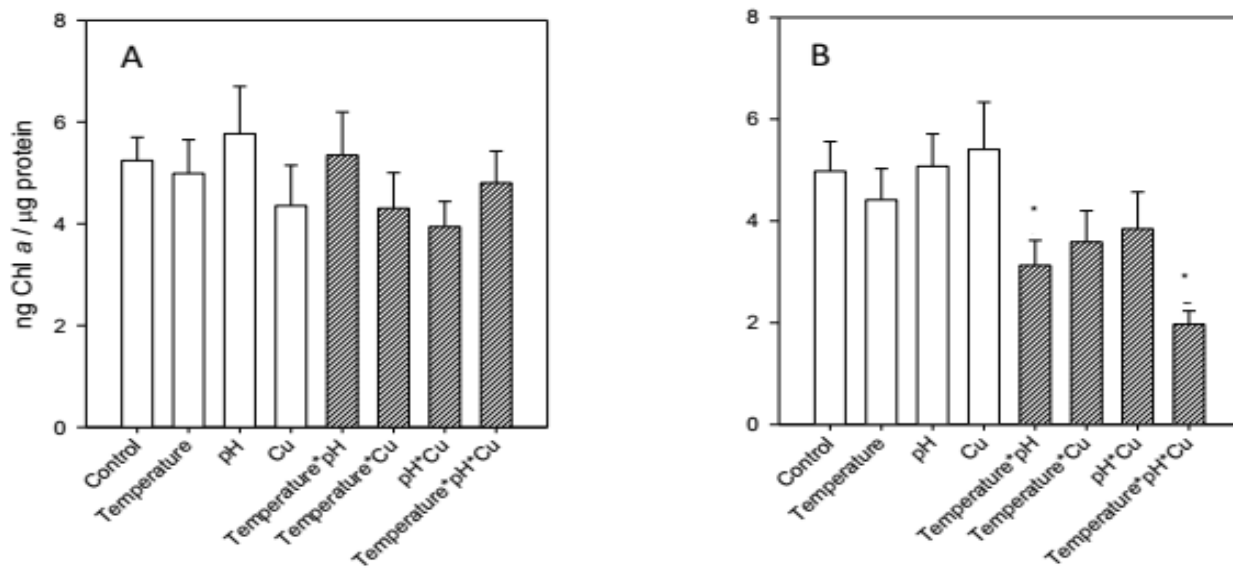 8
A
6
4
2
0
ng Chl a / μg protein
Control
Temperature
pH
Cu
Temperature*pH
Temperature*Cu
pH*Cu
Temperature*pH*Cu
8
B
6
4
2
0
*
*
Control
Temperature
pH
Cu
Temperature*pH
Temperature*Cu
pH*Cu
Temperature*pH*Cu